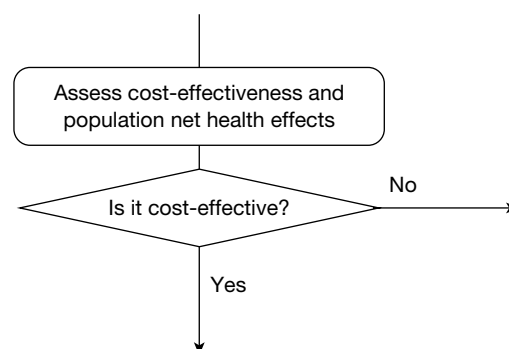 Assess cost-effectiveness and
population net health effects
Is it cost-effective?
No
Yes